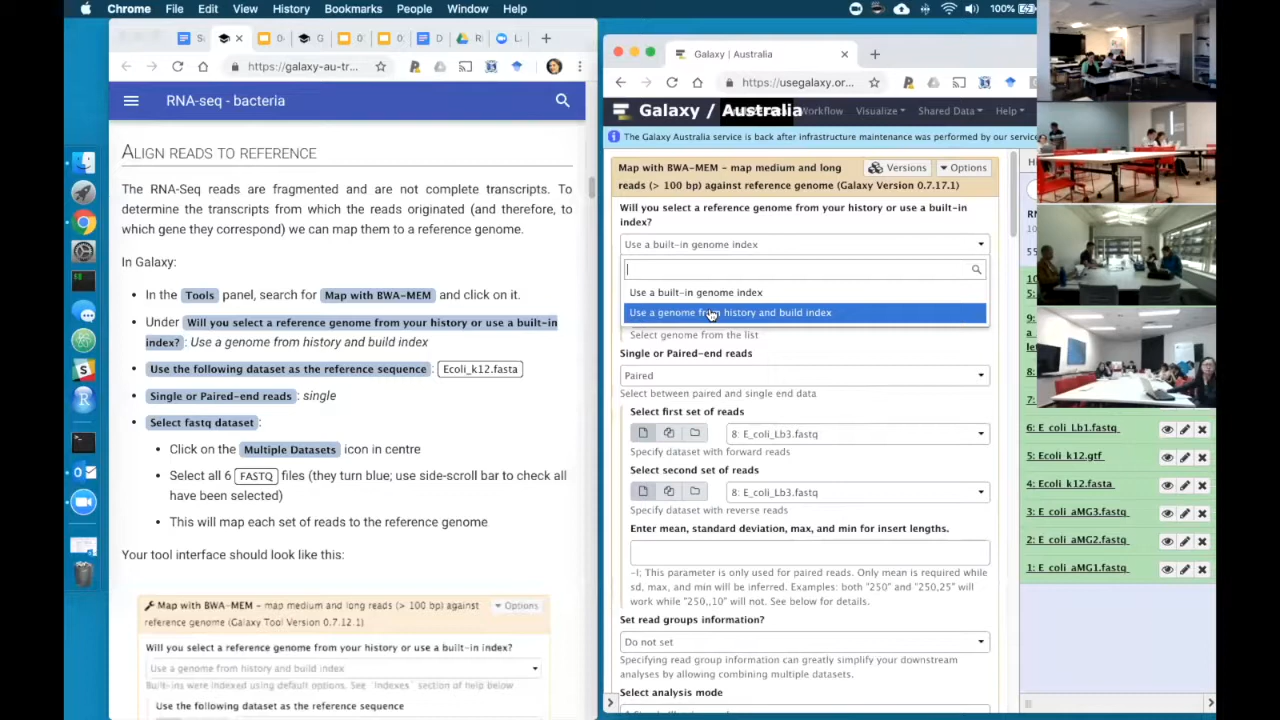 Chrome File Edit View History Bookmarks People Window Help
100%
https://galaxy-au-tr...
RNA-seq - bacteria
ALIGN READS TO REFERENCE
The RNA-Seq reads are fragmented and are not complete transcripts. To
determine the transcripts from which the reads originated (and therefore, to
which gene they correspond) we can map them to a reference genome.
In Galaxy:
• In the Tools panel, search for Map with BWA-MEM and click on it.
• Under Will you select a reference genome from your history or use a built-in
index?: Use a genome from history and build index
• Use the following dataset as the reference sequence: Ecoli_k12.fasta
• Single or Paired-end reads: single
• Select fastq dataset:
• Click on the Multiple Datasets icon in centre
• Select all 6 FASTQ files (they turn blue; use side-scroll bar to check all
have been selected)
• This will map each set of reads to the reference genome
Your tool interface should look like this:
Map with BWA-MEM - map medium and long reads (> 100 bp) against
reference genome (Galaxy Tool Version 0.7.12.1)
Options
Will you select a reference genome from your history or use a built-in index?
Use a genome from history and build index
Built-ins were indexed using default options. See `Indexes` section of help below
Use the following dataset as the reference sequence
Galaxy | Australia
https://usegalaxy.or...
Galaxy / Australia Workflow Visualize Shared Data Help
The Galaxy Australia service is back after infrastructure maintenance was performed by our service
Map with BWA-MEM - map medium and long
reads (> 100 bp) against reference genome (Galaxy Version 0.7.17.1)
Versions
Options
Will you select a reference genome from your history or use a built-in
index?
Use a built-in genome index
Use a built-in genome index
Use a genome from history and build index
Select genome from the list
Single or Paired-end reads
Paired
Select between paired and single end data
Select first set of reads
8: E_coli_Lb3.fastq
Specify dataset with forward reads
Select second set of reads
8: E_coli_Lb3.fastq
Specify dataset with reverse reads
Enter mean, standard deviation, max, and min for insert lengths.
-I; This parameter is only used for paired reads. Only mean is required while
sd, max, and min will be inferred. Examples: both "250" and "250,25" will
work while "250,,10" will not. See below for details.
Set read groups information?
Do not set
Specifying read group information can greatly simplify your downstream
analyses by allowing combining multiple datasets.
Select analysis mode
6: E_coli_Lb1.fastq
5: Ecoli_k12.gtf
4: Ecoli_k12.fasta
3: E_coli_aMG3.fastq
2: E_coli_aMG2.fastq
1: E_coli_aMG1.fastq